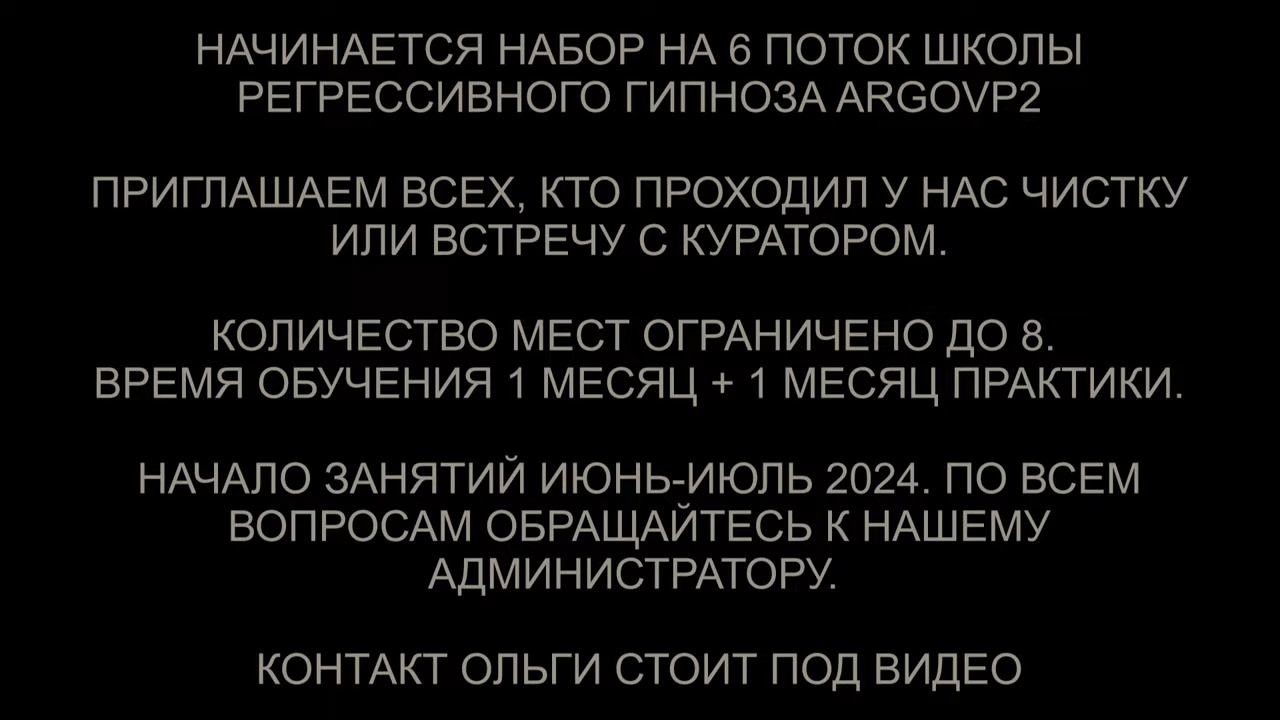 НАЧИНАЕТСЯ НАБОР НА 6 ПОТОК ШКОЛЫ
РЕГРЕССИВНОГО ГИПНОЗА ARGOVP2
ПРИГЛАШАЕМ ВСЕХ, КТО ПРОХОДИЛ У НАС ЧИСТКУ
ИЛИ ВСТРЕЧУ С КУРАТОРОМ.
КОЛИЧЕСТВО МЕСТ ОГРАНИЧЕНО ДО 8.
ВРЕМЯ ОБУЧЕНИЯ 1 МЕСЯЦ + 1 МЕСЯЦ ПРАКТИКИ.
НАЧАЛО ЗАНЯТИЙ ИЮНЬ-ИЮЛЬ 2024. ПО ВСЕМ
ВОПРОСАМ ОБРАЩАЙТЕСЬ К НАШЕМУ
АДМИНИСТРАТОРУ.
КОНТАКТ ОЛЬГИ СТОИТ ПОД ВИДЕО